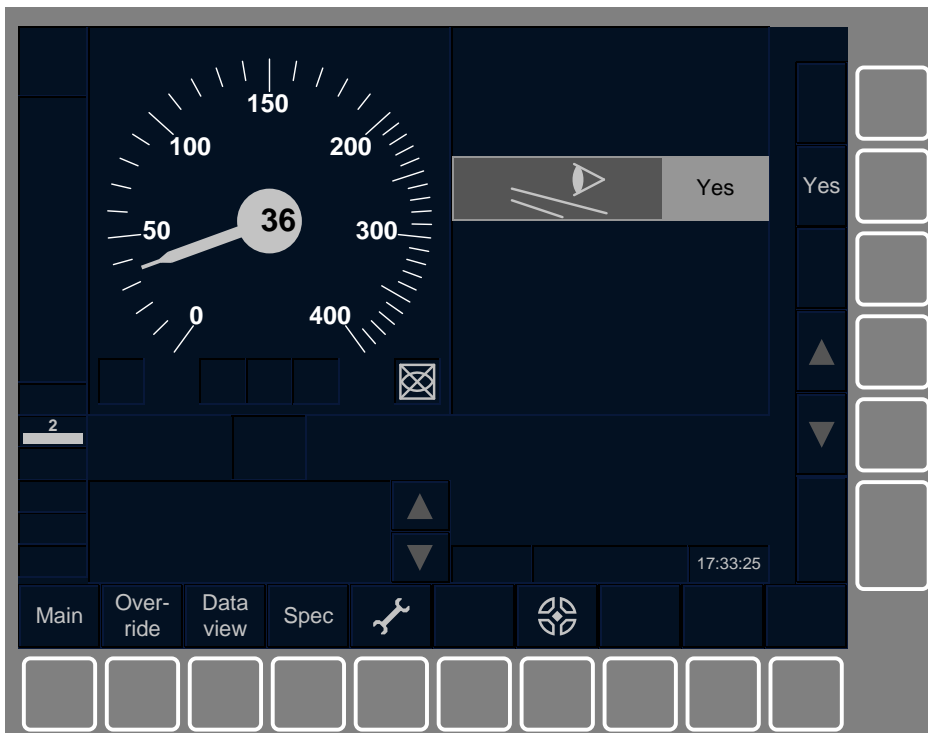 150
100
200
Yes
Yes
36
50
300
0
400
2
17:33:25
Main
Over-
ride
Data
view
Spec